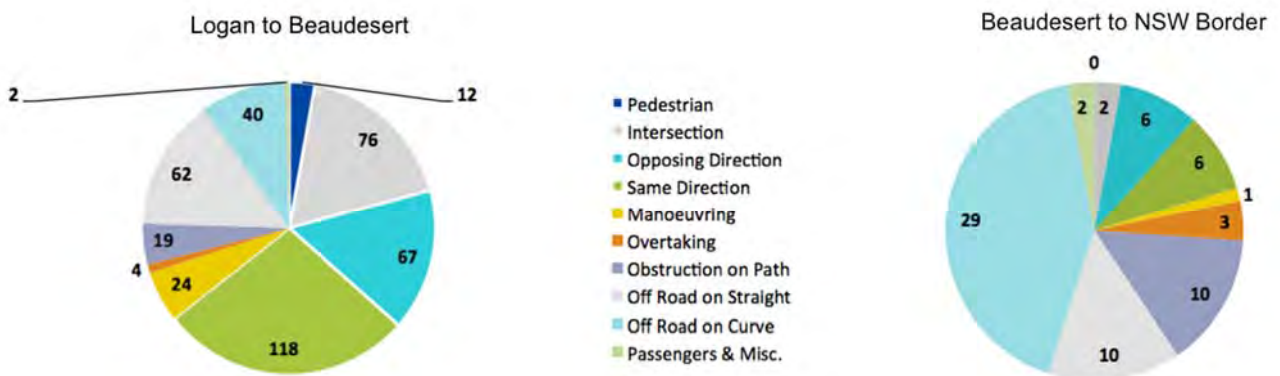 Logan to Beaudesert
2
12
40
76
62
19
67
4
24
118
Pedestrian
Intersection
Opposing Direction
Same Direction
Manoeuvring
Overtaking
Obstruction on Path
Off Road on Straight
Off Road on Curve
Passengers & Misc.
Beaudesert to NSW Border
0
2
2
6
6
1
29
3
10
10